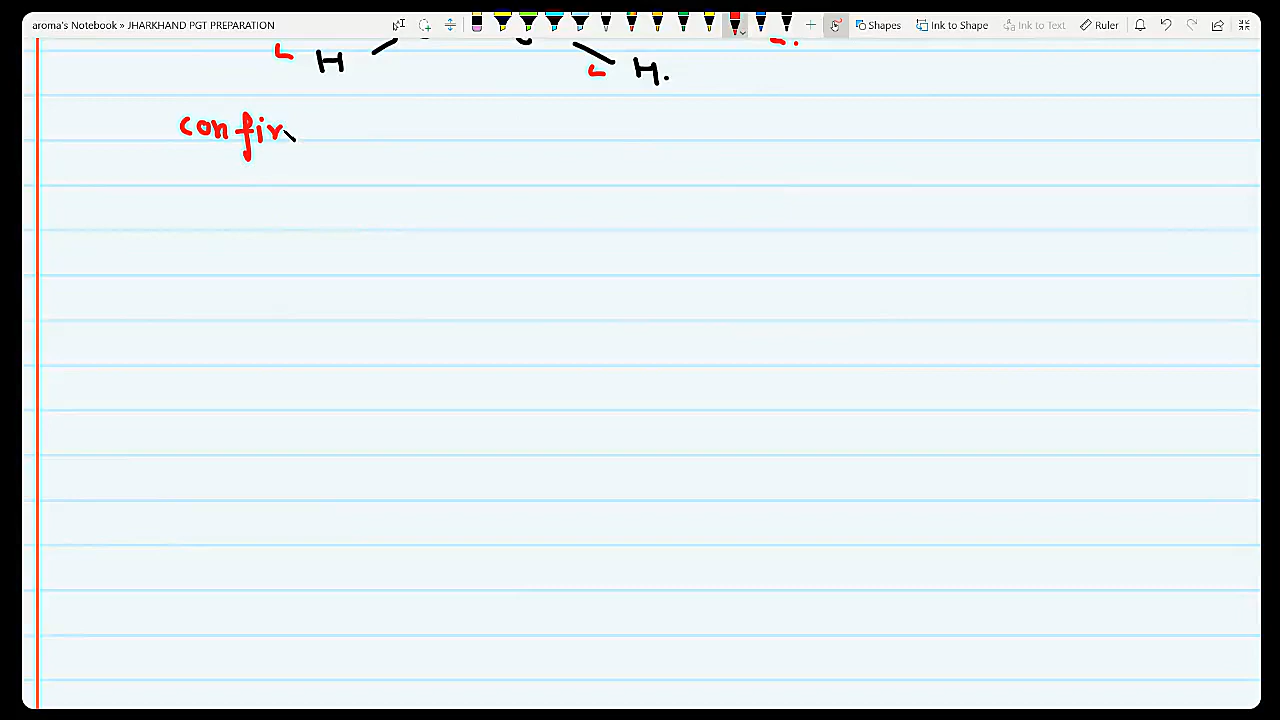 aroma's Notebook » JHARKHAND PGT PREPARATION
Shapes
Ink to Shape
Ink to Text
Ruler
H
H.
confir